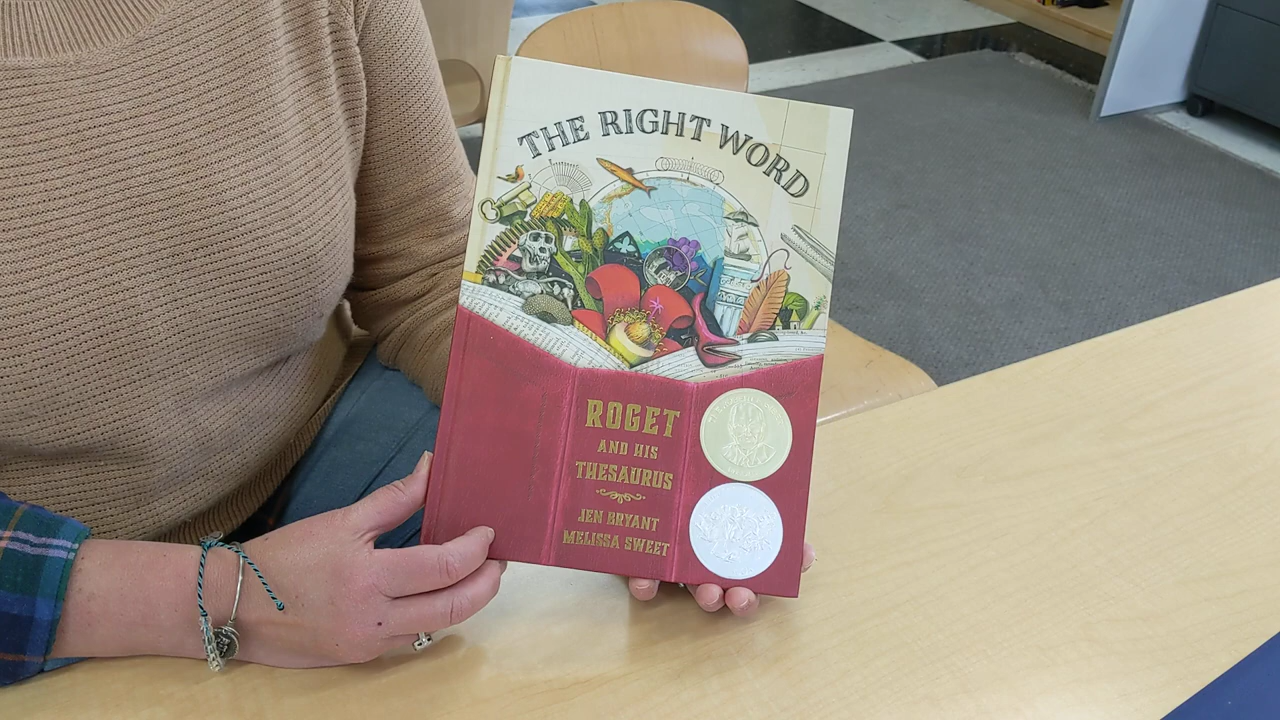 THE RIGHT WORD
ROGET
AND HIS
THESAURUS
JEN BRYANT
MELISSA SWEET